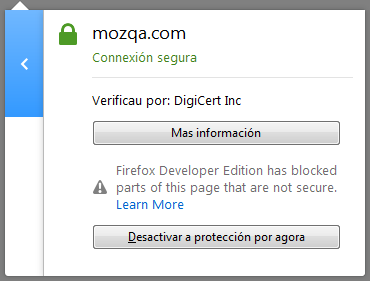 mozqa.com
Connexión segura
Verificau por: DigiCert Inc
Mas información
Firefox Developer Edition has blocked
parts of this page that are not secure.
Learn More
Desactivar a protección por agora